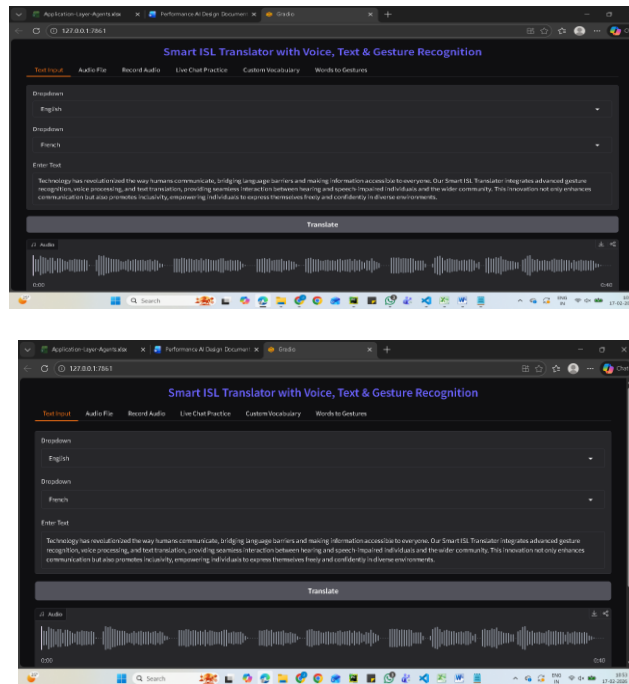 Application-Layer-Agents.xlsx
Performance AI Design Document
Gradio
127.0.0.1:7861
Smart ISL Translator with Voice, Text & Gesture Recognition
Text Input Audio File Record Audio Live Chat Practice Custom Vocabulary Words to Gestures
Dropdown
English
Dropdown
French
Enter Text
Technology has revolutionized the way humans communicate, bridging language barriers and making information accessible to everyone. Our Smart ISL Translator integrates advanced gesture
recognition, voice processing, and text translation, providing seamless interaction between hearing and speech-impaired individuals and the wider community. This innovation not only enhances
communication but also promotes inclusivity, empowering individuals to express themselves freely and confidently in diverse environments.
Translate
Audio
0:00 0:40
Search ENG
IN 17-02-2026
Application-Layer-Agents.xlsx
Performance AI Design Document
Gradio
127.0.0.1:7861
Chat
Smart ISL Translator with Voice, Text & Gesture Recognition
Text Input Audio File Record Audio Live Chat Practice Custom Vocabulary Words to Gestures
Dropdown
English
Dropdown
French
Enter Text
Technology has revolutionized the way humans communicate, bridging language barriers and making information accessible to everyone. Our Smart ISL Translator integrates advanced gesture
recognition, voice processing, and text translation, providing seamless interaction between hearing and speech-impaired individuals and the wider community. This innovation not only enhances
communication but also promotes inclusivity, empowering individuals to express themselves freely and confidently in diverse environments.
Translate
Audio
0:00 0:40
Search ENG
IN 17-02-2026